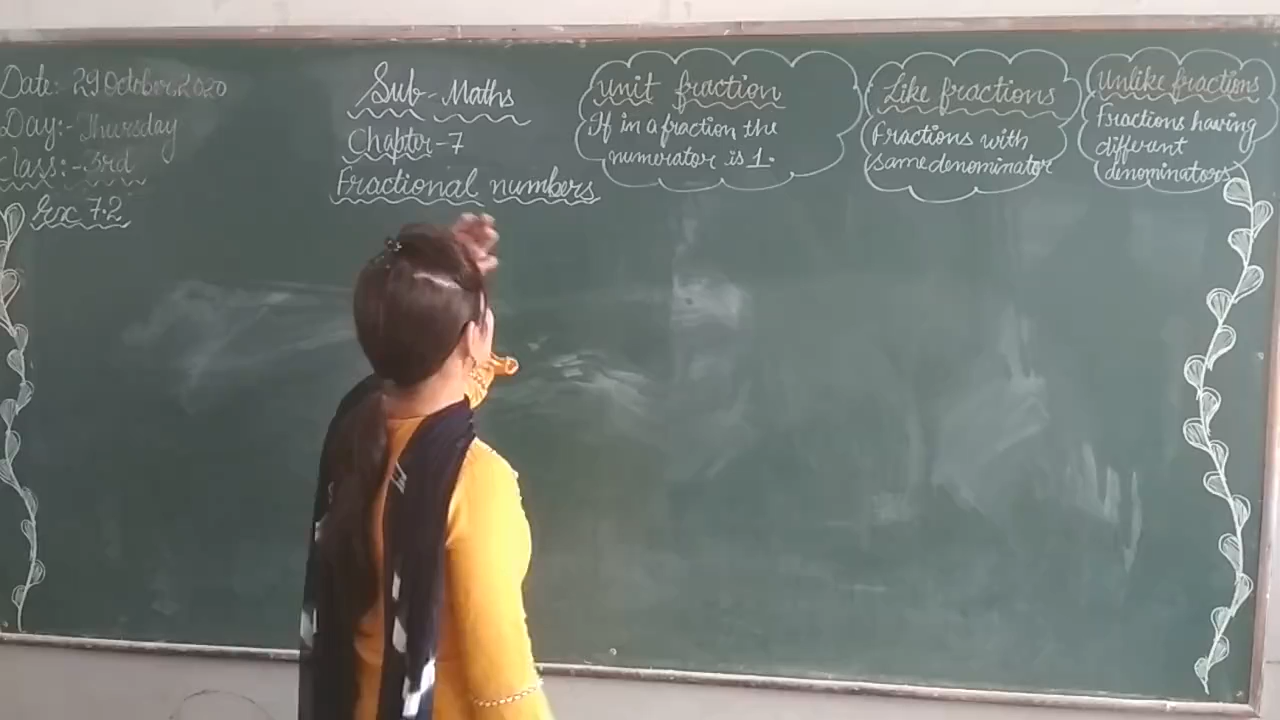 Date: 29 October 2020
Day:- Thursday
Class:- 3rd
Exc 7.2
Sub- Maths
Chapter-7
Fractional numbers
Unit fraction
If in a fraction the
numerator is 1.
Like fractions
Fractions with
same denominator
Unlike fractions
Fractions having
different
denominators